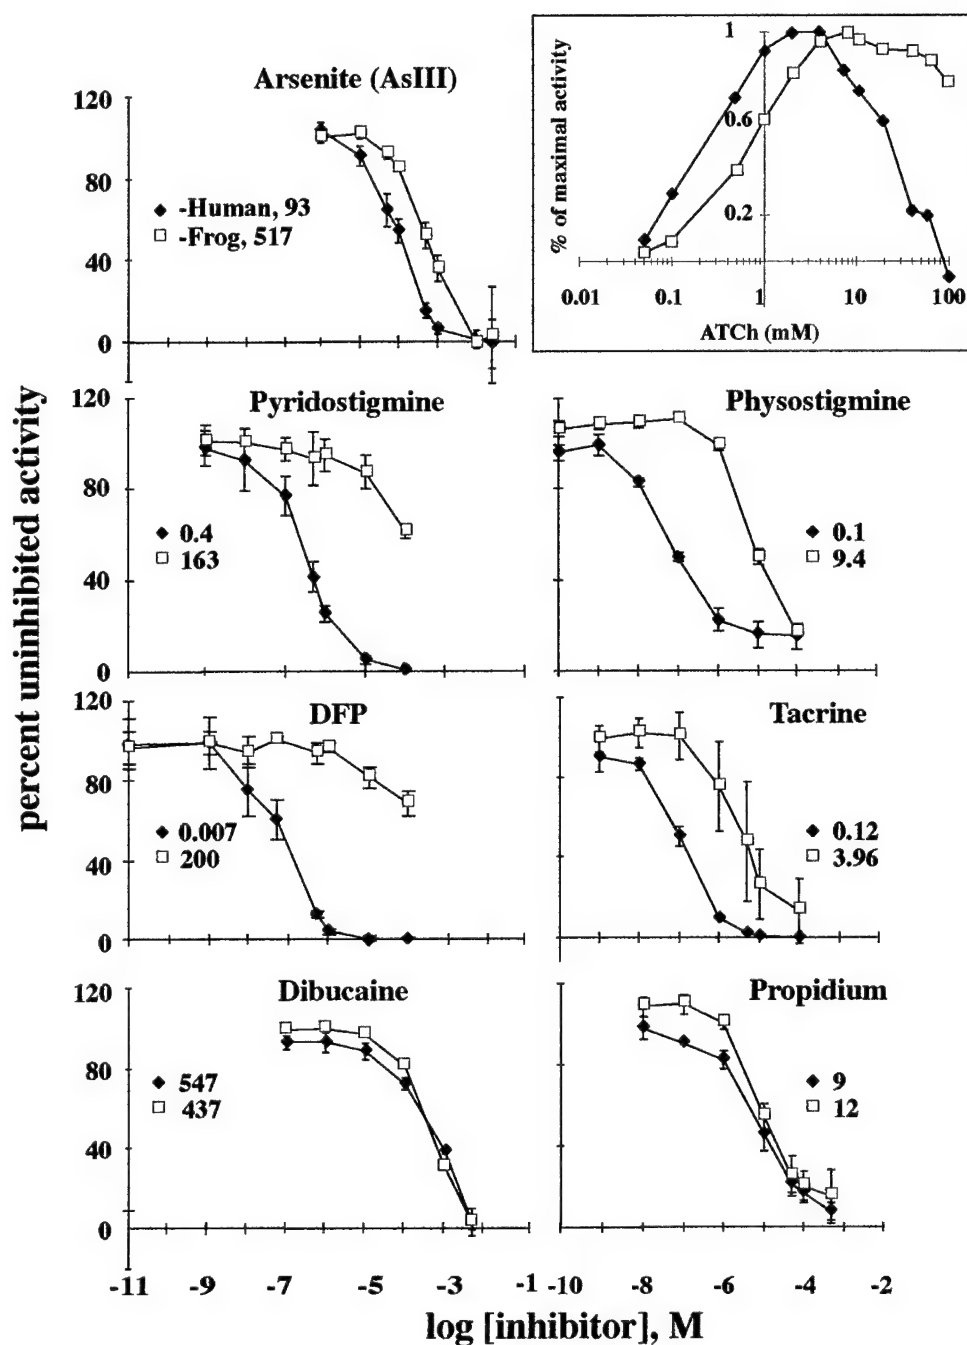 Arsenite (AsIII)
120
80
40
0
-Human, 93
-Frog, 517
% of maximal activity
1
0.6
0.2
0.01 0.1 1 10 100
ATCh (mM)
percent uninhibited activity
Pyridostigmine
120
80
40
0
0.4
163
Physostigmine
0.1
9.4
DFP
120
80
40
0
0.007
200
Tacrine
0.12
3.96
Dibucaine
120
80
40
0
547
437
Propidium
9
12
-11 -9 -7 -5 -3 -1
-10 -8 -6 -4 -2
log [inhibitor], M